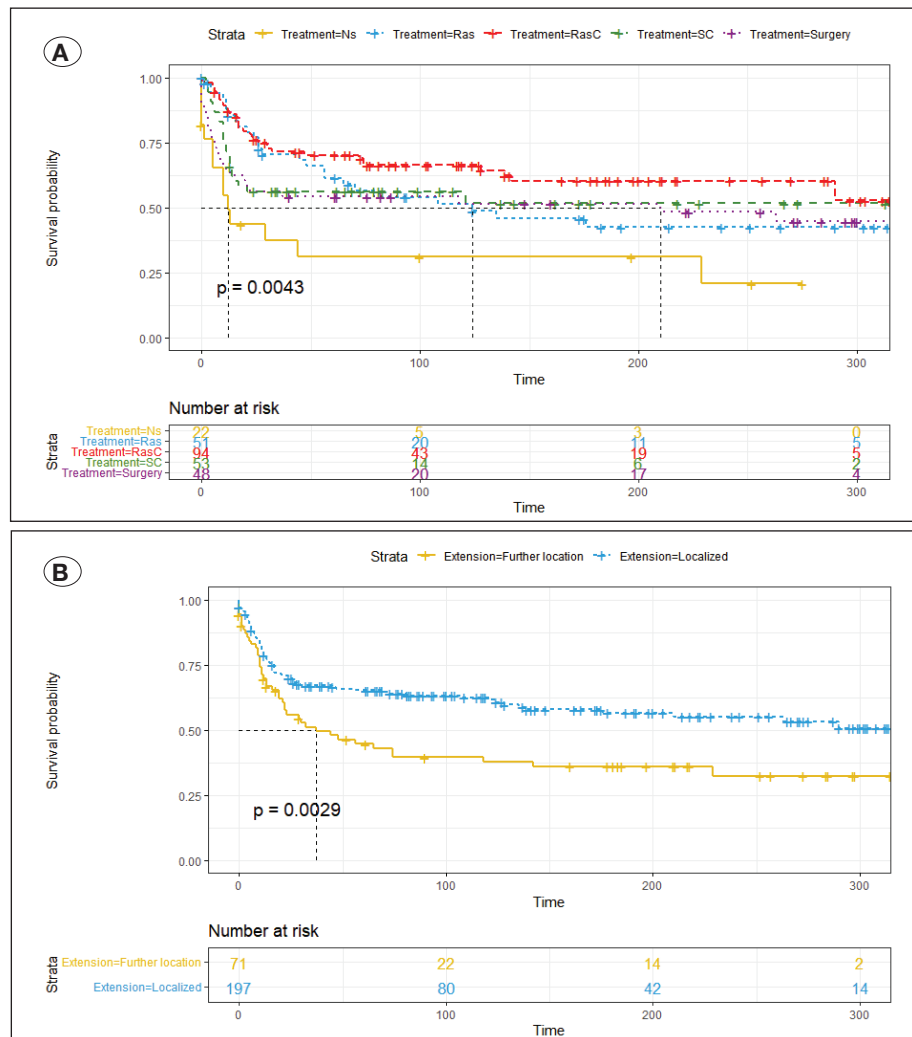 A
Strata Treatment=Ns Treatment=Ras Treatment=RasC Treatment=SC Treatment=Surgery
Survival probability
1.00
0.75
0.50
0.25
0.00
p = 0.0043
0 100 200 300
Time
Number at risk
Strata
Treatment=Ns 22 5 3 0
Treatment=Ras 51 20 11 5
Treatment=RasC 94 43 19 5
Treatment=SC 53 14 6 2
Treatment=Surgery 48 20 17 4
0 100 200 300
Time
B
Strata Extension=Further location Extension=Localized
Survival probability
1.00
0.75
0.50
0.25
0.00
p = 0.0029
0 100 200 300
Time
Number at risk
Strata
Extension=Further location 71 22 14 2
Extension=Localized 197 80 42 14
0 100 200 300
Time